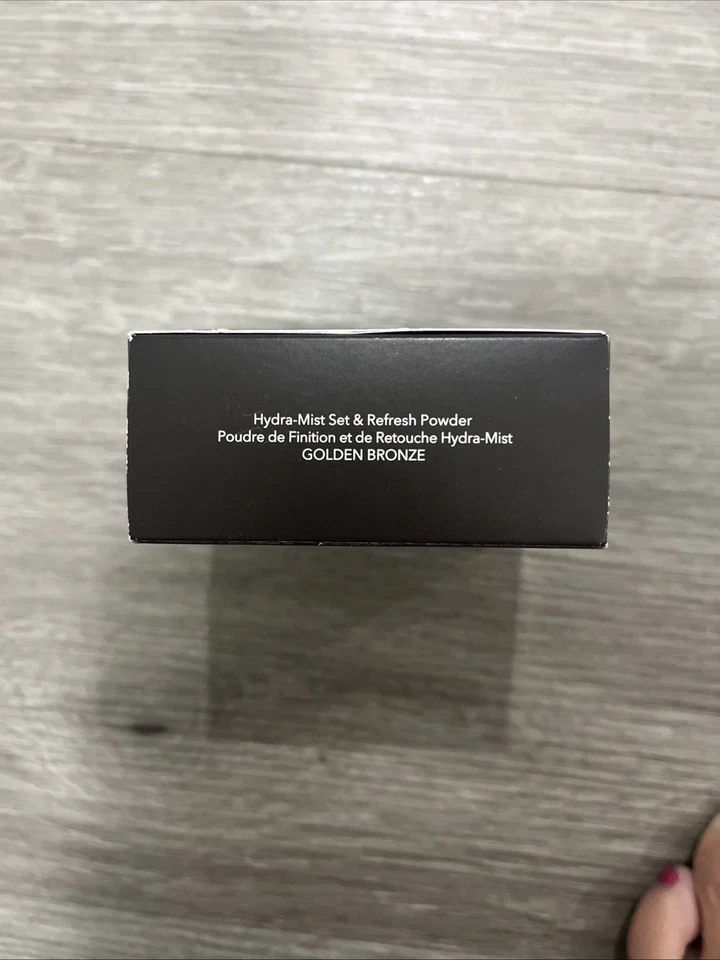 Hydra-Mist Set & Refresh Powder
Poudre de Finition et de Retouche Hydra-Mist
GOLDEN BRONZE